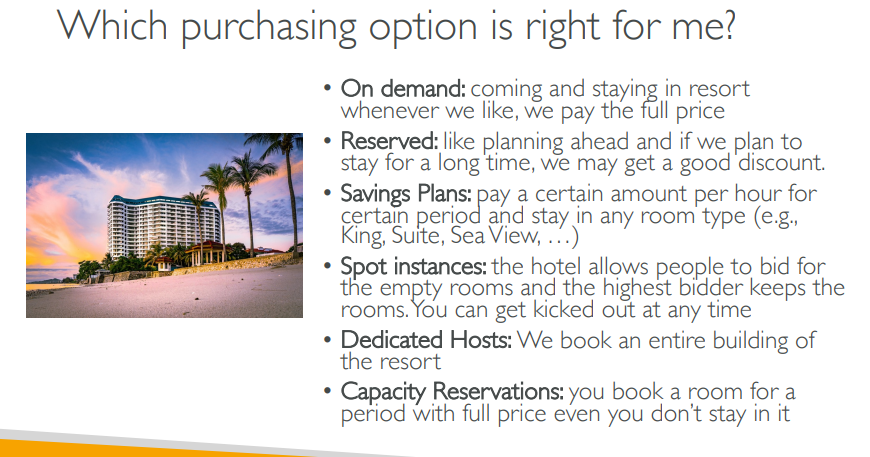 Which purchasing option is right for me?
• On demand: coming and staying in resort
whenever we like, we pay the full price
• Reserved: like planning ahead and if we plan to
stay for a long time, we may get a good discount.
• Savings Plans: pay a certain amount per hour for
certain period and stay in any room type (e.g.,
King, Suite, Sea View, …)
• Spot instances: the hotel allows people to bid for
the empty rooms and the highest bidder keeps the
rooms. You can get kicked out at any time
• Dedicated Hosts: We book an entire building of
the resort
• Capacity Reservations: you book a room for a
period with full price even you don’t stay in it